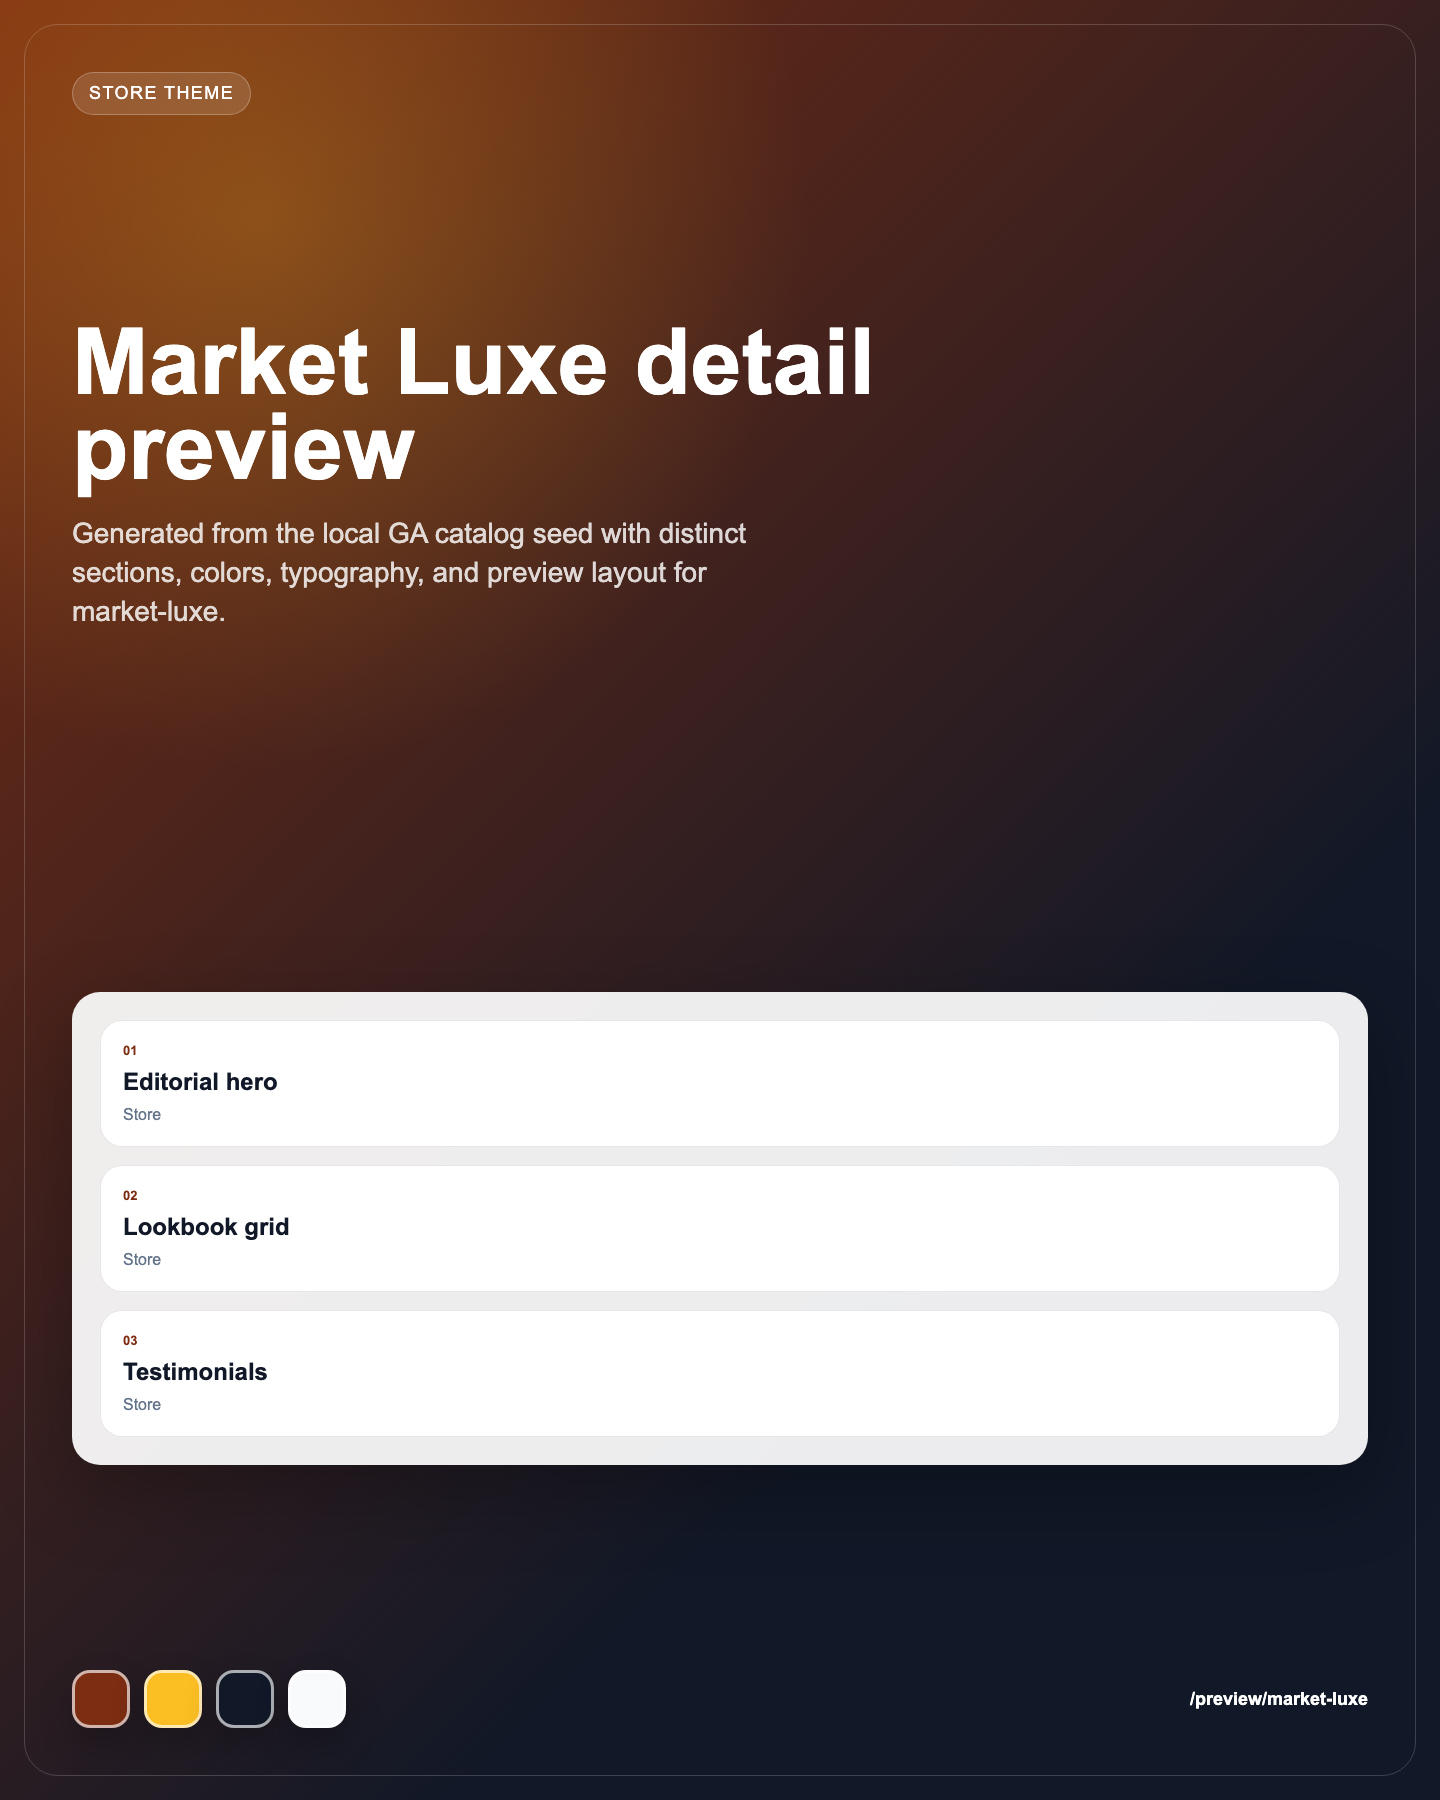 STORE THEME
Market Luxe detail
preview
Generated from the local GA catalog seed with distinct
sections, colors, typography, and preview layout for
market-luxe.
01
Editorial hero
Store
02
Lookbook grid
Store
03
Testimonials
Store
/preview/market-luxe